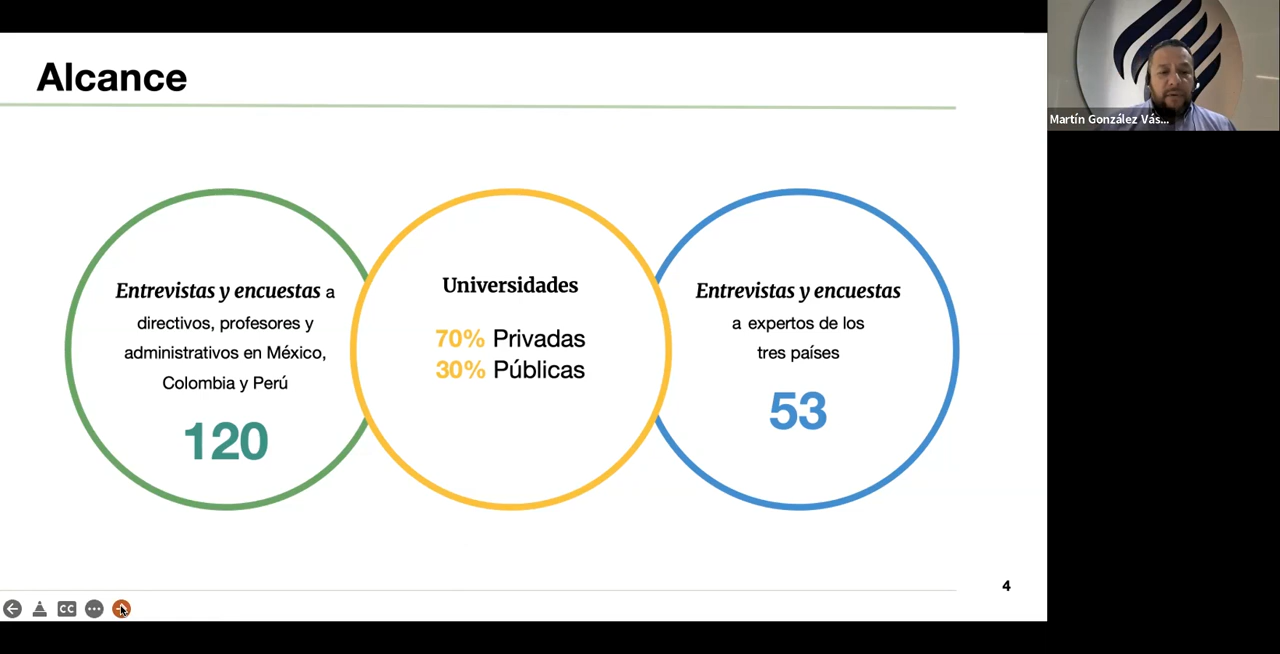 Alcance
Entrevistas y encuestas a
directivos, profesores y
administrativos en México,
Colombia y Perú
120
Universidades
70% Privadas
30% Públicas
Entrevistas y encuestas
a expertos de los
tres países
53
4
CC
Martín González Vás...